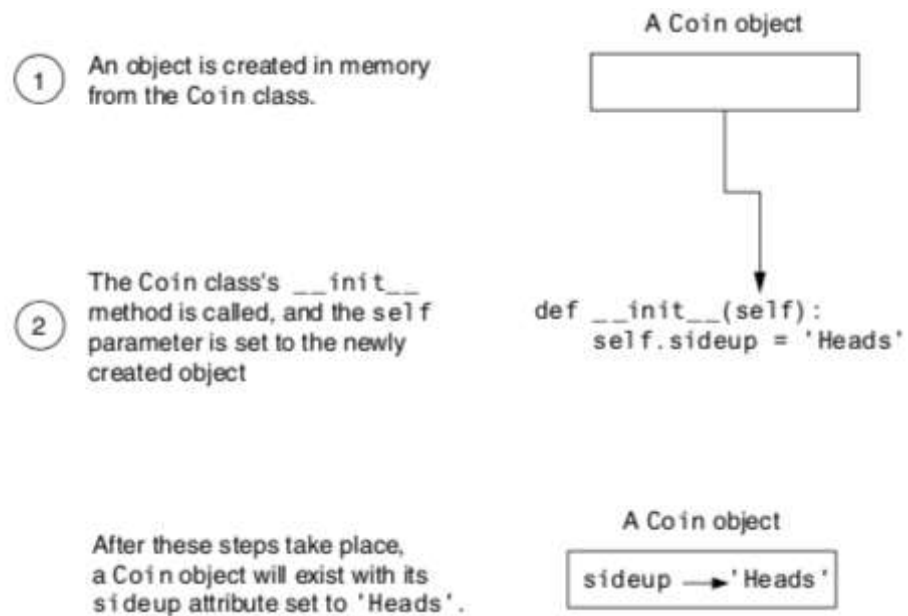 A Coin object
1
An object is created in memory
from the Coin class.
2
The Coin class's __init__
method is called, and the self
parameter is set to the newly
created object
def __init__(self):
self.sideup = 'Heads'
After these steps take place,
a Coin object will exist with its
sideup attribute set to 'Heads'.
A Coin object
sideup → 'Heads'